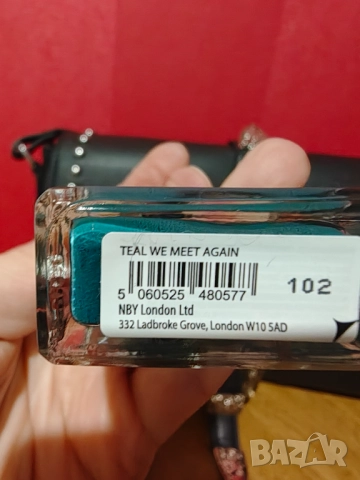 TEAL WE MEET AGAIN
5 060525 480577
102
NBY London Ltd
332 Ladbroke Grove, London W10 5AD
BAZAR